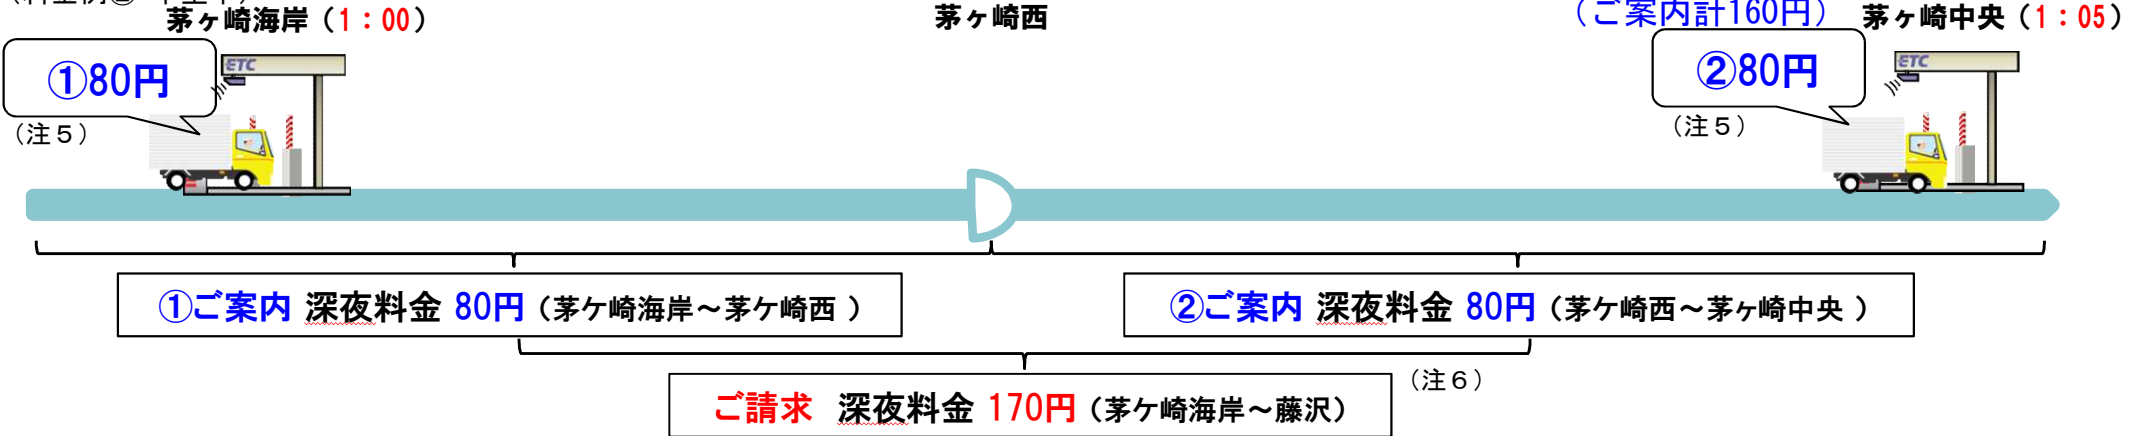 茅ヶ崎海岸（1：00）
茅ヶ崎西
（ご案内計160円）
茅ヶ崎中央（1：05）
①80円
ETC
（注５）
②80円
ETC
（注５）
①ご案内 深夜料金 80円（茅ケ崎海岸～茅ケ崎西 ）
②ご案内 深夜料金 80円（茅ケ崎西～茅ヶ崎中央 ）
ご請求 深夜料金 170円（茅ケ崎海岸～藤沢）
（注６）